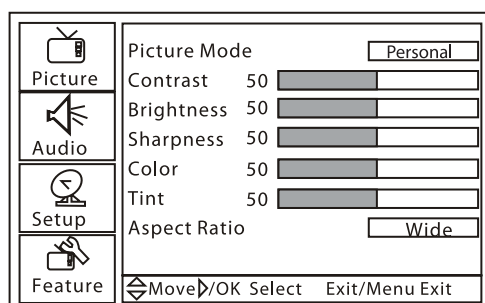 Picture
Audio
Setup
Feature
Picture Mode Personal
Contrast 50
Brightness 50
Sharpness 50
Color 50
Tint 50
Aspect Ratio Wide
Move /OK Select Exit/Menu Exit